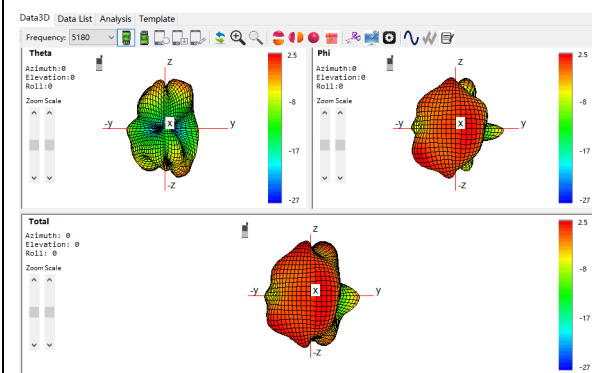 Data3D Data List Analysis Template
Frequency: 5180
Theta
Azimuth:0
Elevation:0
Roll:0
Zoom Scale
Z
-y
X
y
-Z
2.5
-8
-17
-27
Phi
Azimuth:0
Elevation:0
Roll:0
Zoom Scale
Z
-y
X
y
-Z
2.5
-8
-17
-27
Total
Azimuth: 0
Elevation: 0
Roll: 0
Zoom Scale
Z
-y
X
y
-Z
2.5
-8
-17
-27